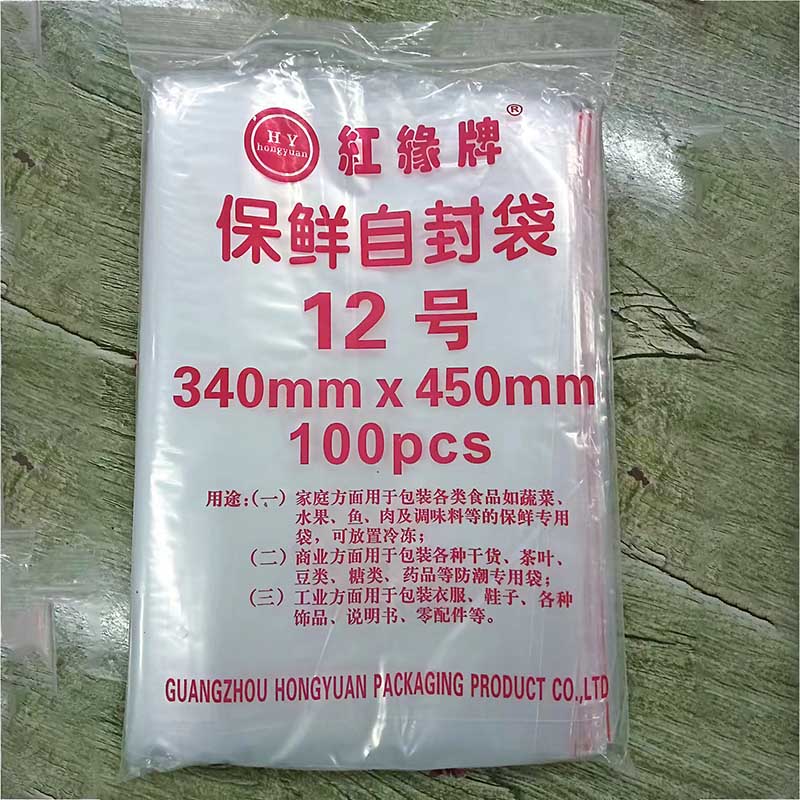 H Y
hongyuan
紅緣牌®
保鲜自封袋
12号
340mm x 450mm
100pcs
用途:(一)家庭方面用于包装各类食品如蔬菜、
水果、鱼、肉及调味料等的保鲜专用
袋,可放置冷冻;
(二)商业方面用于包装各种干货、茶叶、
豆类、糖类、药品等防潮专用袋;
(三)工业方面用于包装衣服、鞋子、各种
饰品、说明书、零配件等。
GUANGZHOU HONGYUAN PACKAGING PRODUCT CO.,LTD